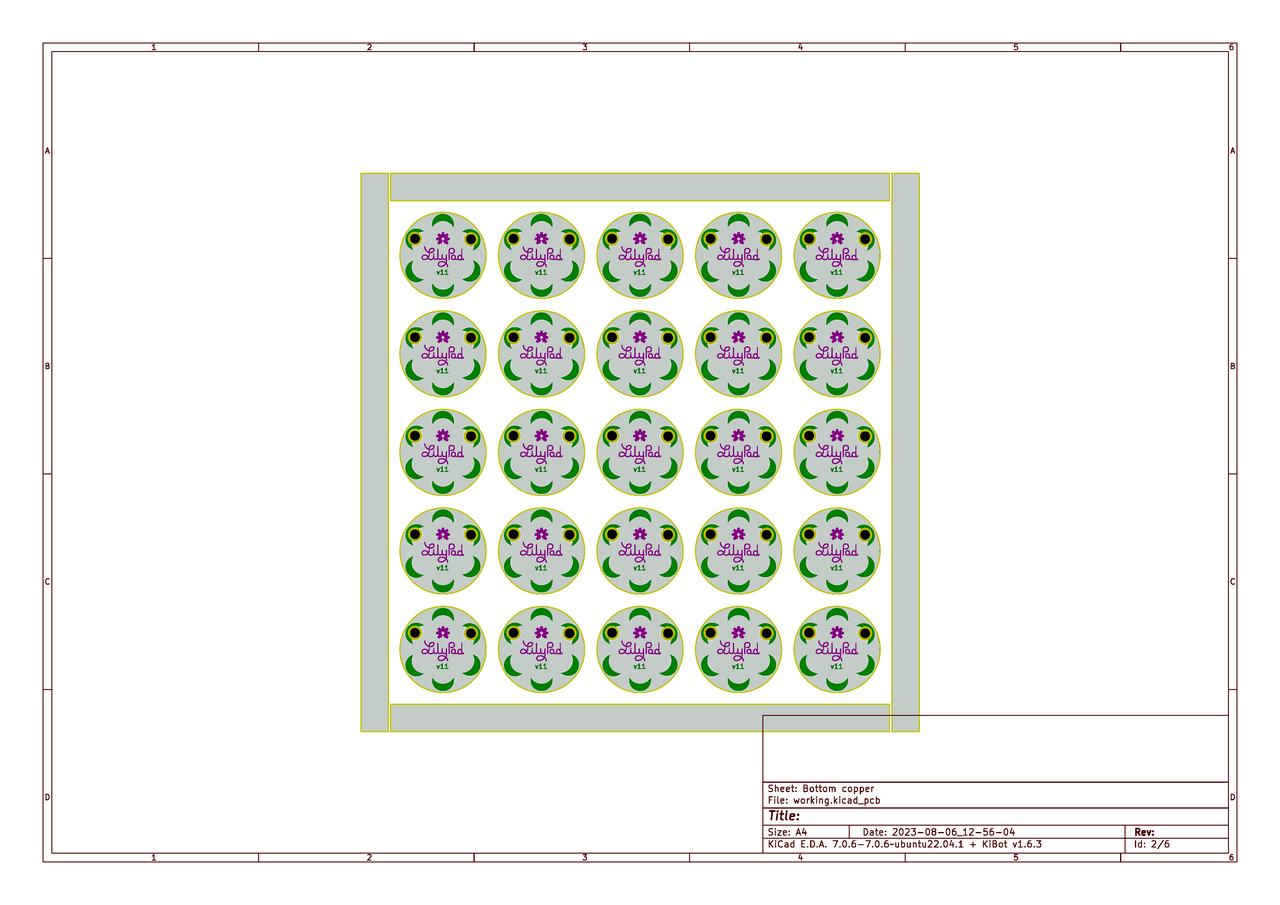 1 2 3 4 5 6
A A
LilyPad LilyPad LilyPad LilyPad LilyPad
v11 v11 v11 v11 v11
LilyPad LilyPad LilyPad LilyPad LilyPad
B B
v11 v11 v11 v11 v11
LilyPad LilyPad LilyPad LilyPad LilyPad
v11 v11 v11 v11 v11
LilyPad LilyPad LilyPad LilyPad LilyPad
v11 v11 v11 v11 v11
C C
LilyPad LilyPad LilyPad LilyPad LilyPad
v11 v11 v11 v11 v11
Sheet: Bottom copper
D D
File: working.kicad_pcb
Title:
Size: A4 Date: 2023-08-06_12-56-04 Rev:
KiCad E.D.A. 7.0.6-7.0.6~ubuntu22.04.1 + KiBot v1.6.3 Id: 2/6
1 2 3 4 5 6